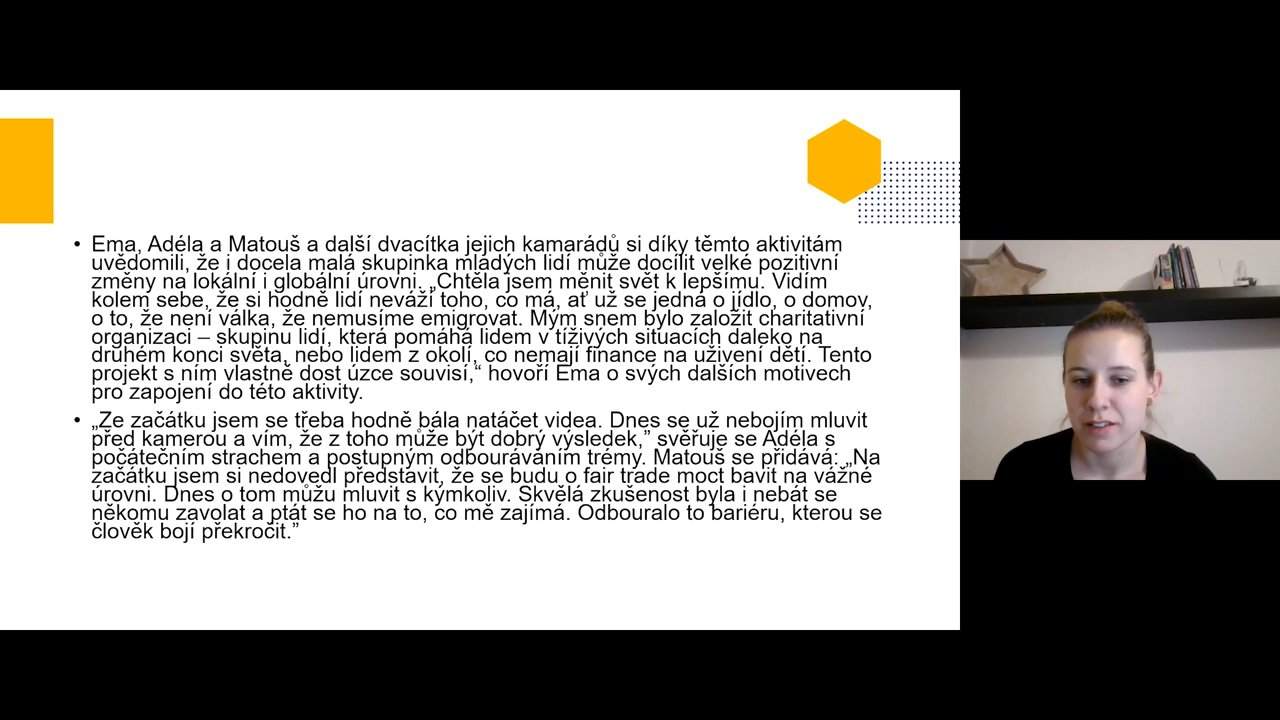 • Ema, Adéla a Matouš a další dvacítka jejich kamarádů si díky těmto aktivitám
uvědomili, že i docela malá skupinka mladých lidí může docílit velké pozitivní
změny na lokální i globální úrovni. „Chtěla jsem měnit svět k lepšímu. Vidím
kolem sebe, že si hodně lidí neváží toho, co má, ať už se jedná o jídlo, o domov,
o to, že není válka, že nemusíme emigrovat. Mým snem bylo založit charitativní
organizaci – skupinu lidí, která pomáhá lidem v tíživých situacích daleko na
druhém konci světa, nebo lidem z okolí, co nemají finance na uživení dětí. Tento
projekt s ním vlastně dost úzce souvisí,“ hovoří Ema o svých dalších motivech
pro zapojení do této aktivity.
• „Ze začátku jsem se třeba hodně bála natáčet videa. Dnes se už nebojím mluvit
před kamerou a vím, že z toho může být dobrý výsledek,” svěřuje se Adéla s
počátečním strachem a postupným odbouráváním trémy. Matouš se přidává: „Na
začátku jsem si nedovedl představit, že se budu o fair trade moct bavit na vážné
úrovni. Dnes o tom můžu mluvit s kýmkoliv. Skvělá zkušenost byla i nebát se
někomu zavolat a ptát se ho na to, co mě zajímá. Odbouralo to bariéru, kterou se
člověk bojí překročit.”